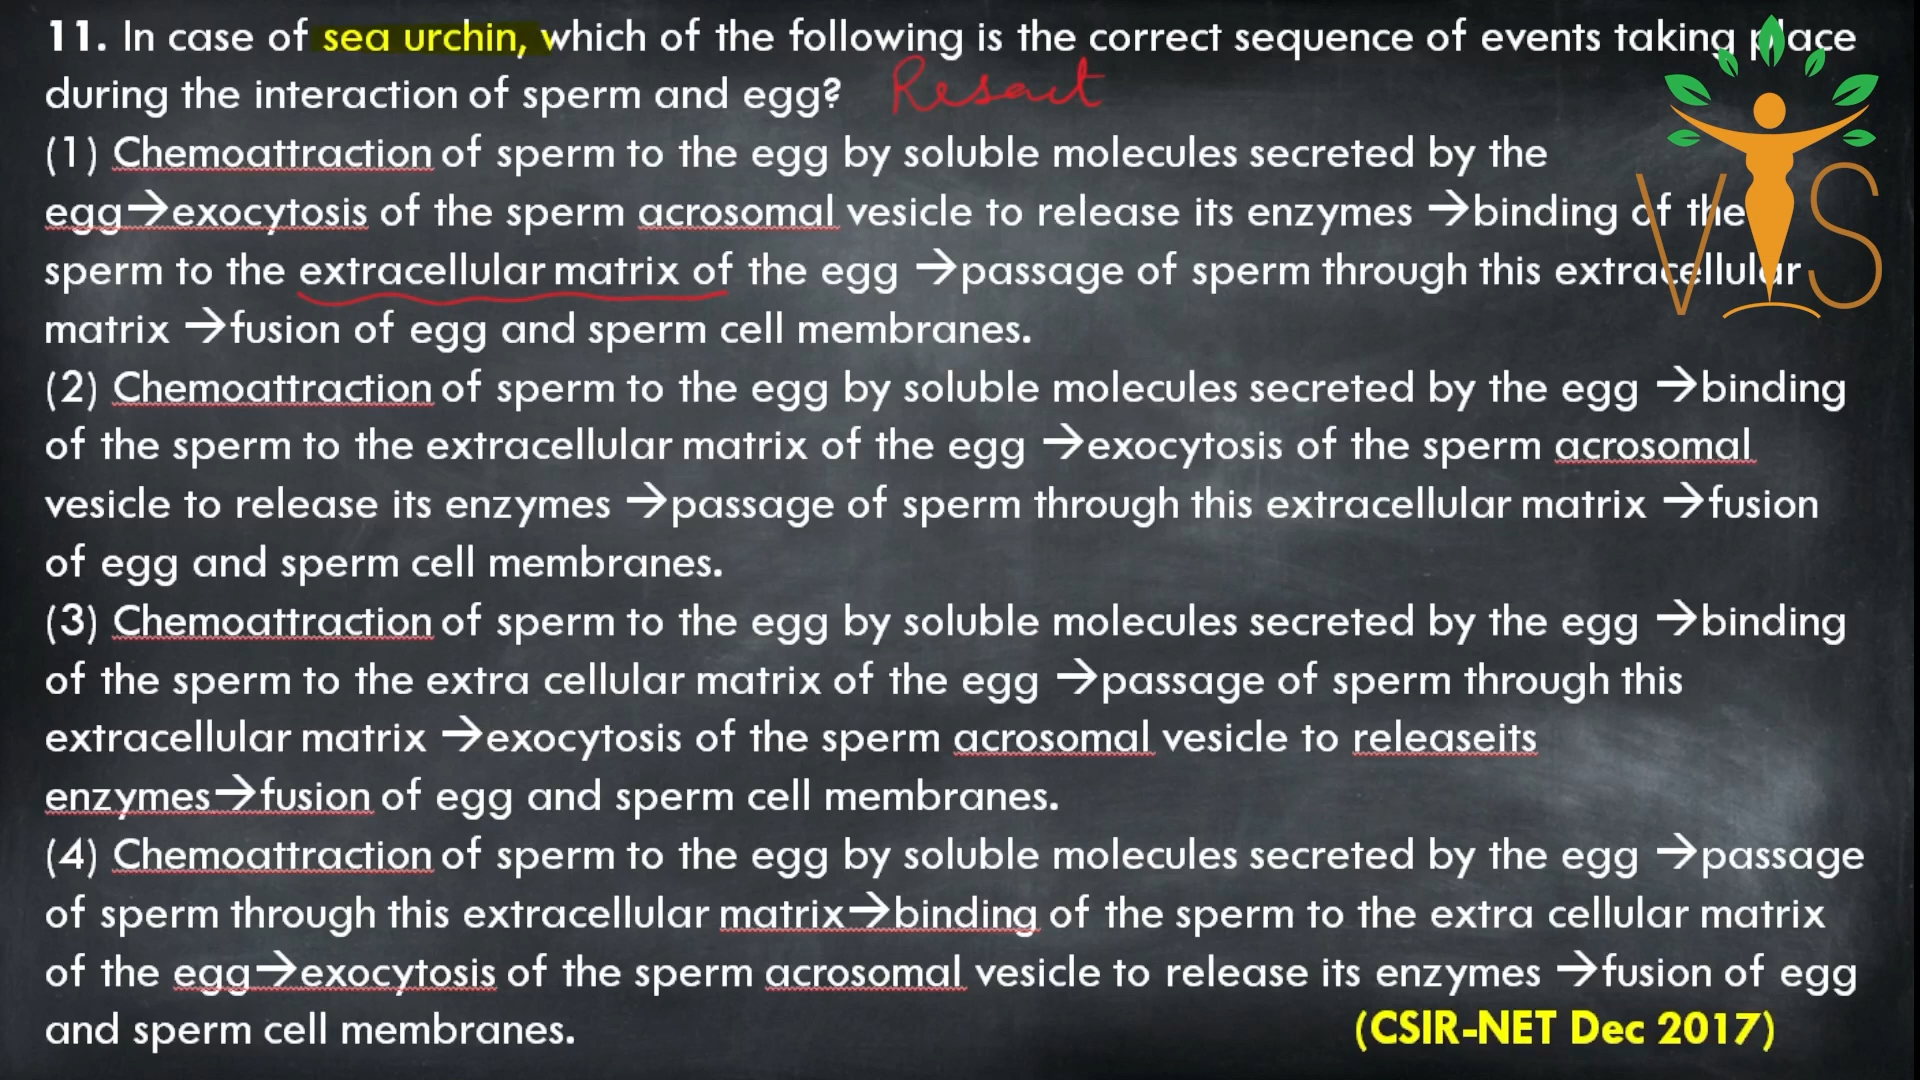 11. In case of sea urchin, which of the following is the correct sequence of events taking place
during the interaction of sperm and egg? Resact
(1) Chemoattraction of sperm to the egg by soluble molecules secreted by the
egg→exocytosis of the sperm acrosomal vesicle to release its enzymes →binding of the
sperm to the extracellular matrix of the egg →passage of sperm through this extracellular
matrix →fusion of egg and sperm cell membranes.
(2) Chemoattraction of sperm to the egg by soluble molecules secreted by the egg →binding
of the sperm to the extracellular matrix of the egg →exocytosis of the sperm acrosomal
vesicle to release its enzymes →passage of sperm through this extracellular matrix →fusion
of egg and sperm cell membranes.
(3) Chemoattraction of sperm to the egg by soluble molecules secreted by the egg →binding
of the sperm to the extra cellular matrix of the egg →passage of sperm through this
extracellular matrix →exocytosis of the sperm acrosomal vesicle to releaseits
enzymes→fusion of egg and sperm cell membranes.
(4) Chemoattraction of sperm to the egg by soluble molecules secreted by the egg →passage
of sperm through this extracellular matrix→binding of the sperm to the extra cellular matrix
of the egg→exocytosis of the sperm acrosomal vesicle to release its enzymes →fusion of egg
and sperm cell membranes. (CSIR-NET Dec 2017)
V S